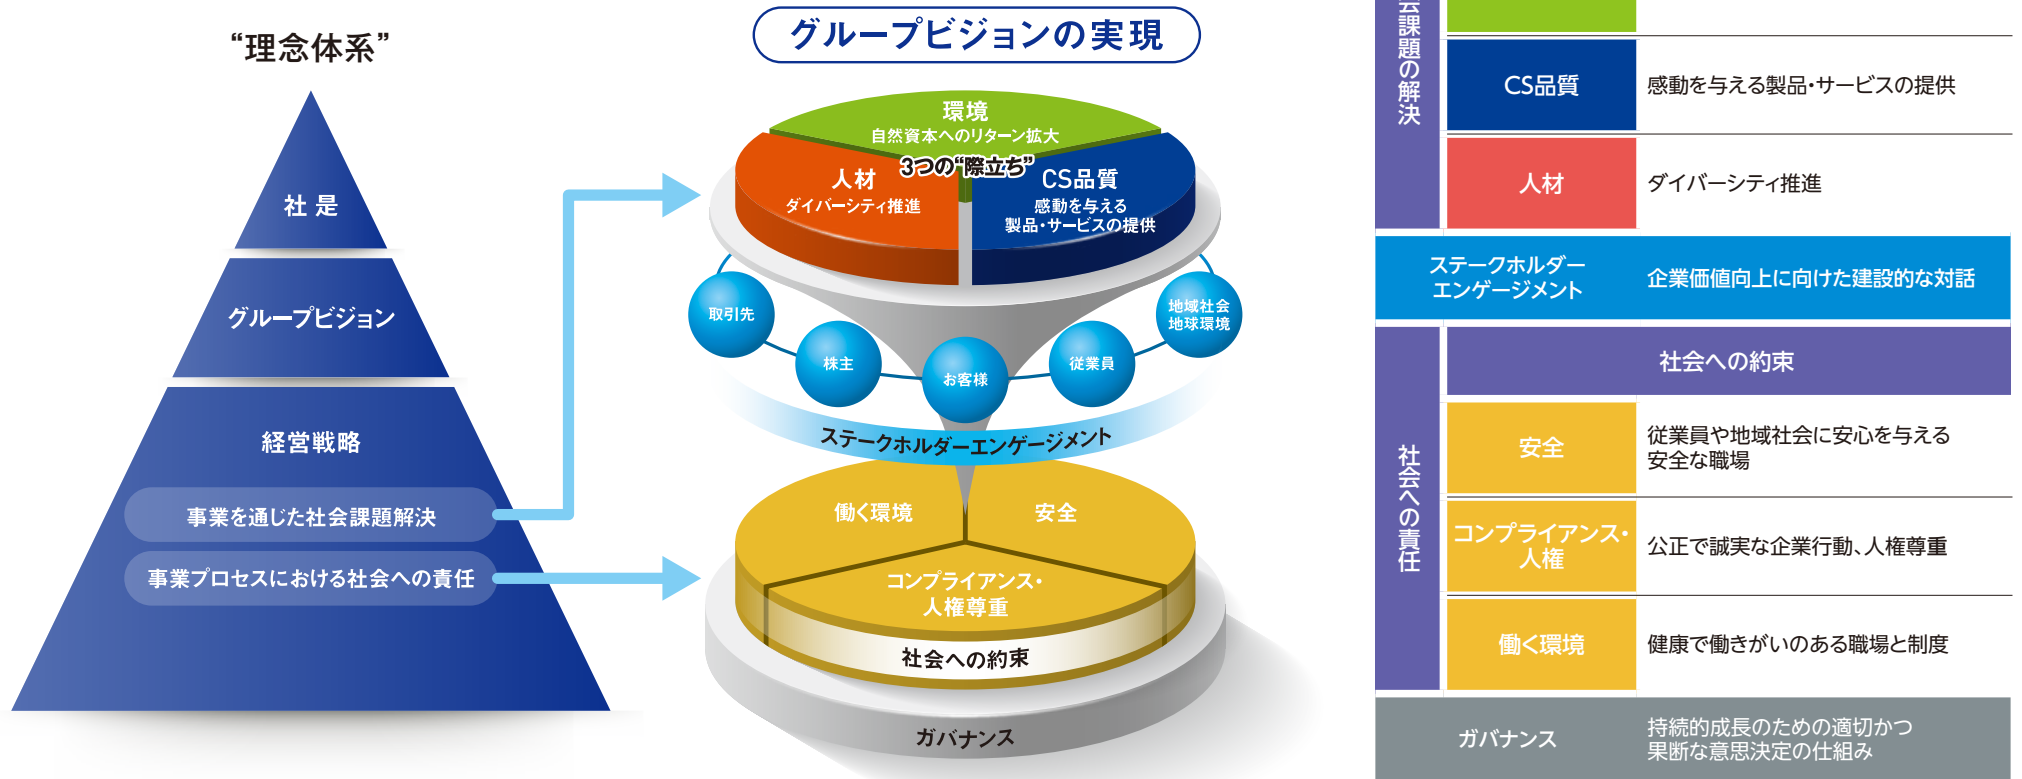 “理念体系”
社是
グループビジョン
経営戦略
事業を通じた社会課題解決
事業プロセスにおける社会への責任
グループビジョンの実現
環境
自然資本へのリターン拡大
3つの“際立ち”
人材
ダイバーシティ推進
CS品質
感動を与える
製品・サービスの提供
取引先
株主
お客様
従業員
地域社会
地球環境
ステークホルダーエンゲージメント
働く環境
安全
コンプライアンス・
人権尊重
社会への約束
ガバナンス
会課題の解決
CS品質
感動を与える製品・サービスの提供
人材
ダイバーシティ推進
ステークホルダー
エンゲージメント
企業価値向上に向けた建設的な対話
社会への責任
社会への約束
安全
従業員や地域社会に安心を与える
安全な職場
コンプライアンス・
人権
公正で誠実な企業行動、人権尊重
働く環境
健康で働きがいのある職場と制度
ガバナンス
持続的成長のための適切かつ
果断な意思決定の仕組み